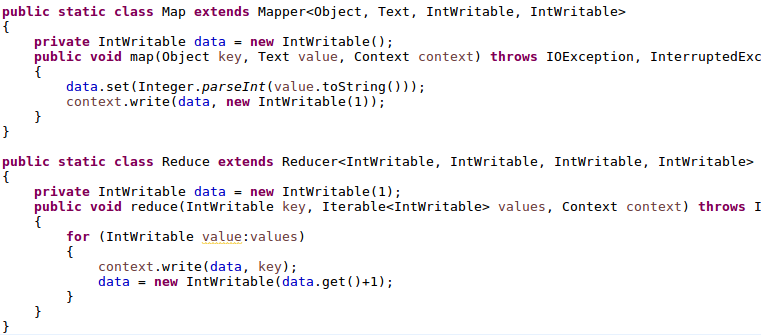 public static class Map extends Mapper<Object, Text, IntWritable, IntWritable>
{
    private IntWritable data = new IntWritable();
    public void map(Object key, Text value, Context context) throws IOException, InterruptedExc
    {
        data.set(Integer.parseInt(value.toString()));
        context.write(data, new IntWritable(1));
    }
}

public static class Reduce extends Reducer<IntWritable, IntWritable, IntWritable, IntWritable>
{
    private IntWritable data = new IntWritable(1);
    public void reduce(IntWritable key, Iterable<IntWritable> values, Context context) throws I
    {
        for (IntWritable value:values)
        {
            context.write(data, key);
            data = new IntWritable(data.get()+1);
        }
    }
}